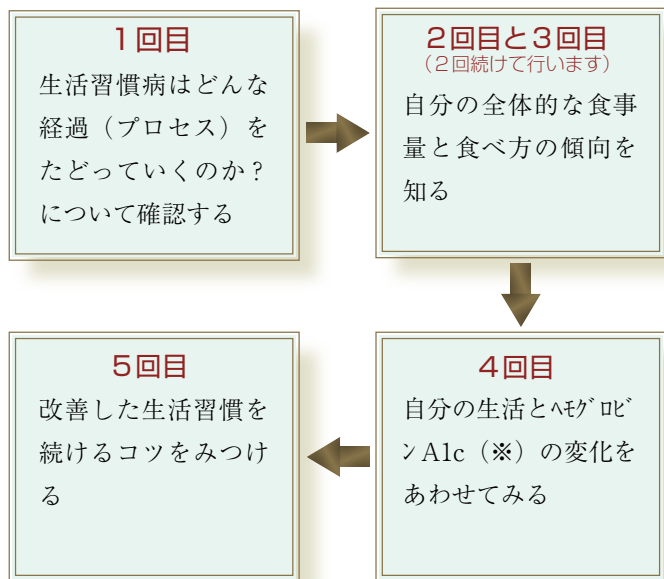 1回目
生活習慣病はどんな
経過（プロセス）を
たどっていくのか？
について確認する
2回目と3回目
（2回続けて行います）
自分の全体的な食事
量と食べ方の傾向を
知る
4回目
自分の生活とﾍﾓｸﾞﾛﾋﾞ
ﾝ A1c（※）の変化を
あわせてみる
5回目
改善した生活習慣を
続けるコツをみつけ
る